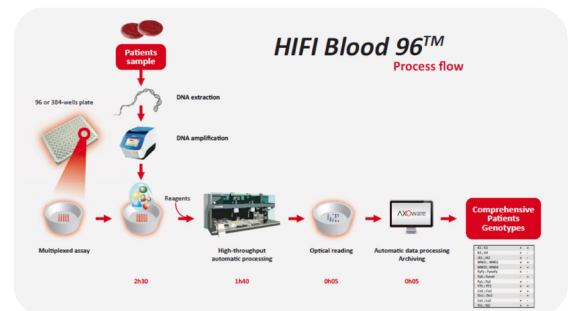 HIFI Blood 96TM
Process flow
Patients
sample
DNA extraction
96 or 384-wells plate
DNA amplification
Reagents
AXOware
Comprehensive
Patients
Genotypes
Multiplexed assay
High-throughput
automatic processing
Optical reading
Automatic data processing
Archiving
2h30
1h40
0h05
0h05